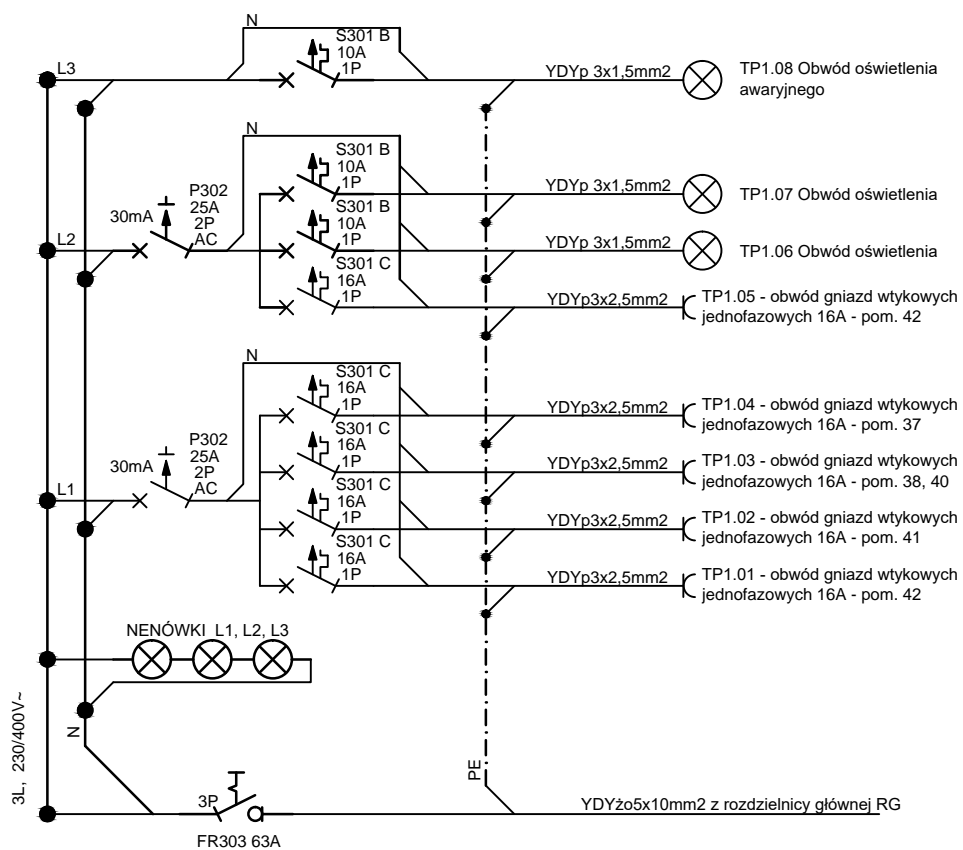 N
L3
S301 B
10A
1P
YDYp 3x1,5mm2
TP1.08 Obwód oświetlenia
awaryjnego
N
S301 B
10A
1P
YDYp 3x1,5mm2
TP1.07 Obwód oświetlenia
P302
25A
2P
AC
30mA
L2
S301 B
10A
1P
YDYp 3x1,5mm2
TP1.06 Obwód oświetlenia
S301 C
16A
1P
YDYp3x2,5mm2
TP1.05 - obwód gniazd wtykowych
jednofazowych 16A - pom. 42
N
S301 C
16A
1P
YDYp3x2,5mm2
TP1.04 - obwód gniazd wtykowych
jednofazowych 16A - pom. 37
P302
25A
2P
AC
30mA
L1
S301 C
16A
1P
YDYp3x2,5mm2
TP1.03 - obwód gniazd wtykowych
jednofazowych 16A - pom. 38, 40
S301 C
16A
1P
YDYp3x2,5mm2
TP1.02 - obwód gniazd wtykowych
jednofazowych 16A - pom. 41
S301 C
16A
1P
YDYp3x2,5mm2
TP1.01 - obwód gniazd wtykowych
jednofazowych 16A - pom. 42
NENÓWKI L1, L2, L3
3L, 230/400V~
N
PE
3P
FR303 63A
YDYżo5x10mm2 z rozdzielnicy głównej RG